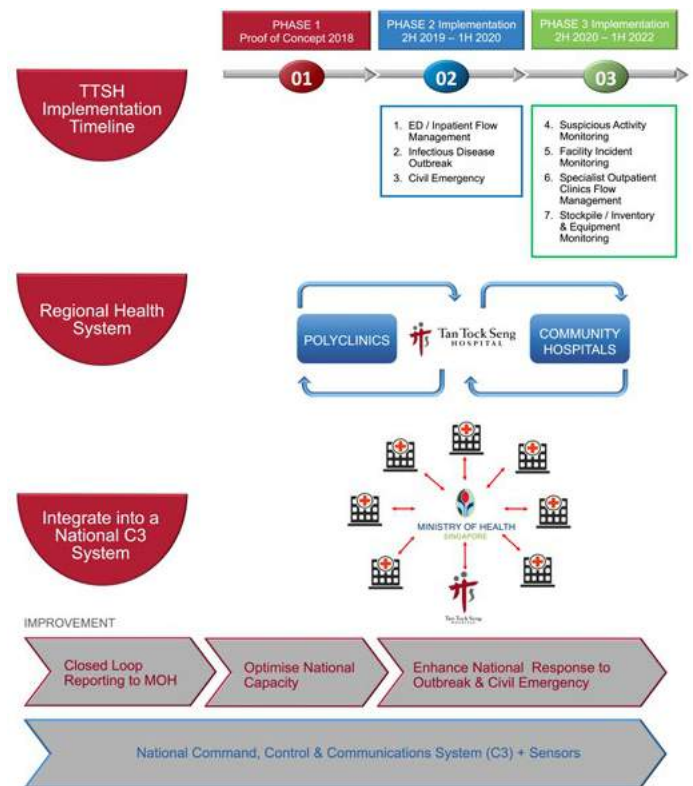 PHASE 1
Proof of Concept 2018
PHASE 2 Implementation
2H 2019 – 1H 2020
PHASE 3 Implementation
2H 2020 – 1H 2022
TTSH
Implementation
Timeline
01
02
03
1. ED / Inpatient Flow
Management
2. Infectious Disease
Outbreak
3. Civil Emergency
4. Suspicious Activity
Monitoring
5. Facility Incident
Monitoring
6. Specialist Outpatient
Clinics Flow
Management
7. Stockpile / Inventory
& Equipment
Monitoring
Regional Health
System
POLYCLINICS
Tan Tock Seng
HOSPITAL
COMMUNITY
HOSPITALS
Integrate into a
National C3
System
MINISTRY OF HEALTH
SINGAPORE
Tan Tock Seng
HOSPITAL
IMPROVEMENT
Closed Loop
Reporting to MOH
Optimise National
Capacity
Enhance National Response to
Outbreak & Civil Emergency
National Command, Control & Communications System (C3) + Sensors